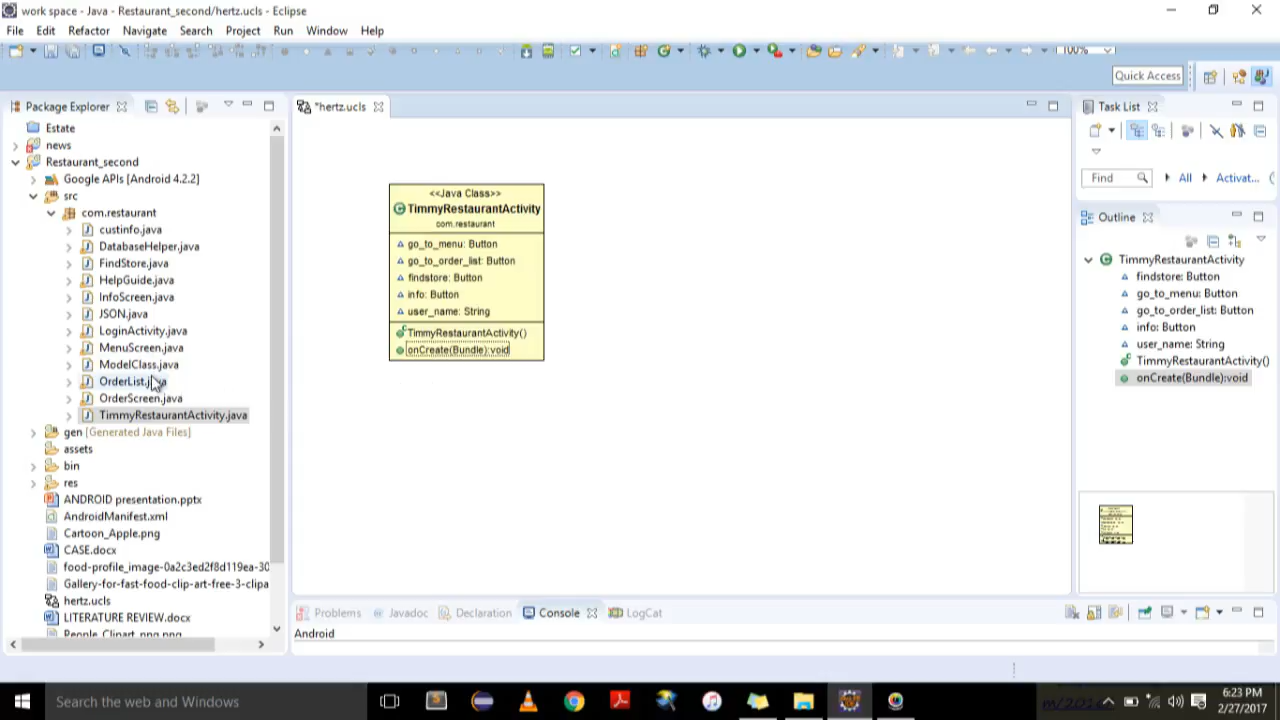 work space - Java - Restaurant_second/hertz.ucls - Eclipse
File Edit Refactor Navigate Search Project Run Window Help
100%
Quick Access
Package Explorer
Estate
news
Restaurant_second
Google APIs [Android 4.2.2]
src
com.restaurant
custinfo.java
DatabaseHelper.java
FindStore.java
HelpGuide.java
InfoScreen.java
JSON.java
LoginActivity.java
MenuScreen.java
ModelClass.java
OrderList.java
OrderScreen.java
TimmyRestaurantActivity.java
gen [Generated Java Files]
assets
bin
res
ANDROID presentation.pptx
AndroidManifest.xml
Cartoon_Apple.png
CASE.docx
food-profile_image-0a2c3ed2f8d119ea-30
Gallery-for-fast-food-clip-art-free-3-clipa
hertz.ucls
LITERATURE REVIEW.docx
People_Clipart_png.png
*hertz.ucls
<<Java Class>>
TimmyRestaurantActivity
com.restaurant
go_to_menu: Button
go_to_order_list: Button
findstore: Button
info: Button
user_name: String
TimmyRestaurantActivity()
onCreate(Bundle):void
Task List
Find All Activat...
Outline
TimmyRestaurantActivity
findstore: Button
go_to_menu: Button
go_to_order_list: Button
info: Button
user_name: String
TimmyRestaurantActivity()
onCreate(Bundle):void
Problems Javadoc Declaration Console LogCat
Android
Search the web and Windows
6:23 PM
2/27/2017